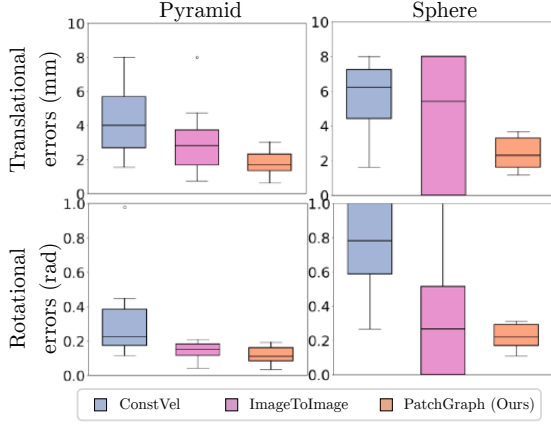 Pyramid
Sphere
Translational
errors (mm)
10
8
6
4
2
0
10
8
6
4
2
0
Rotational
errors (rad)
1.0
0.8
0.6
0.4
0.2
0.0
1.0
0.8
0.6
0.4
0.2
0.0
ConstVel
ImageToImage
PatchGraph (Ours)